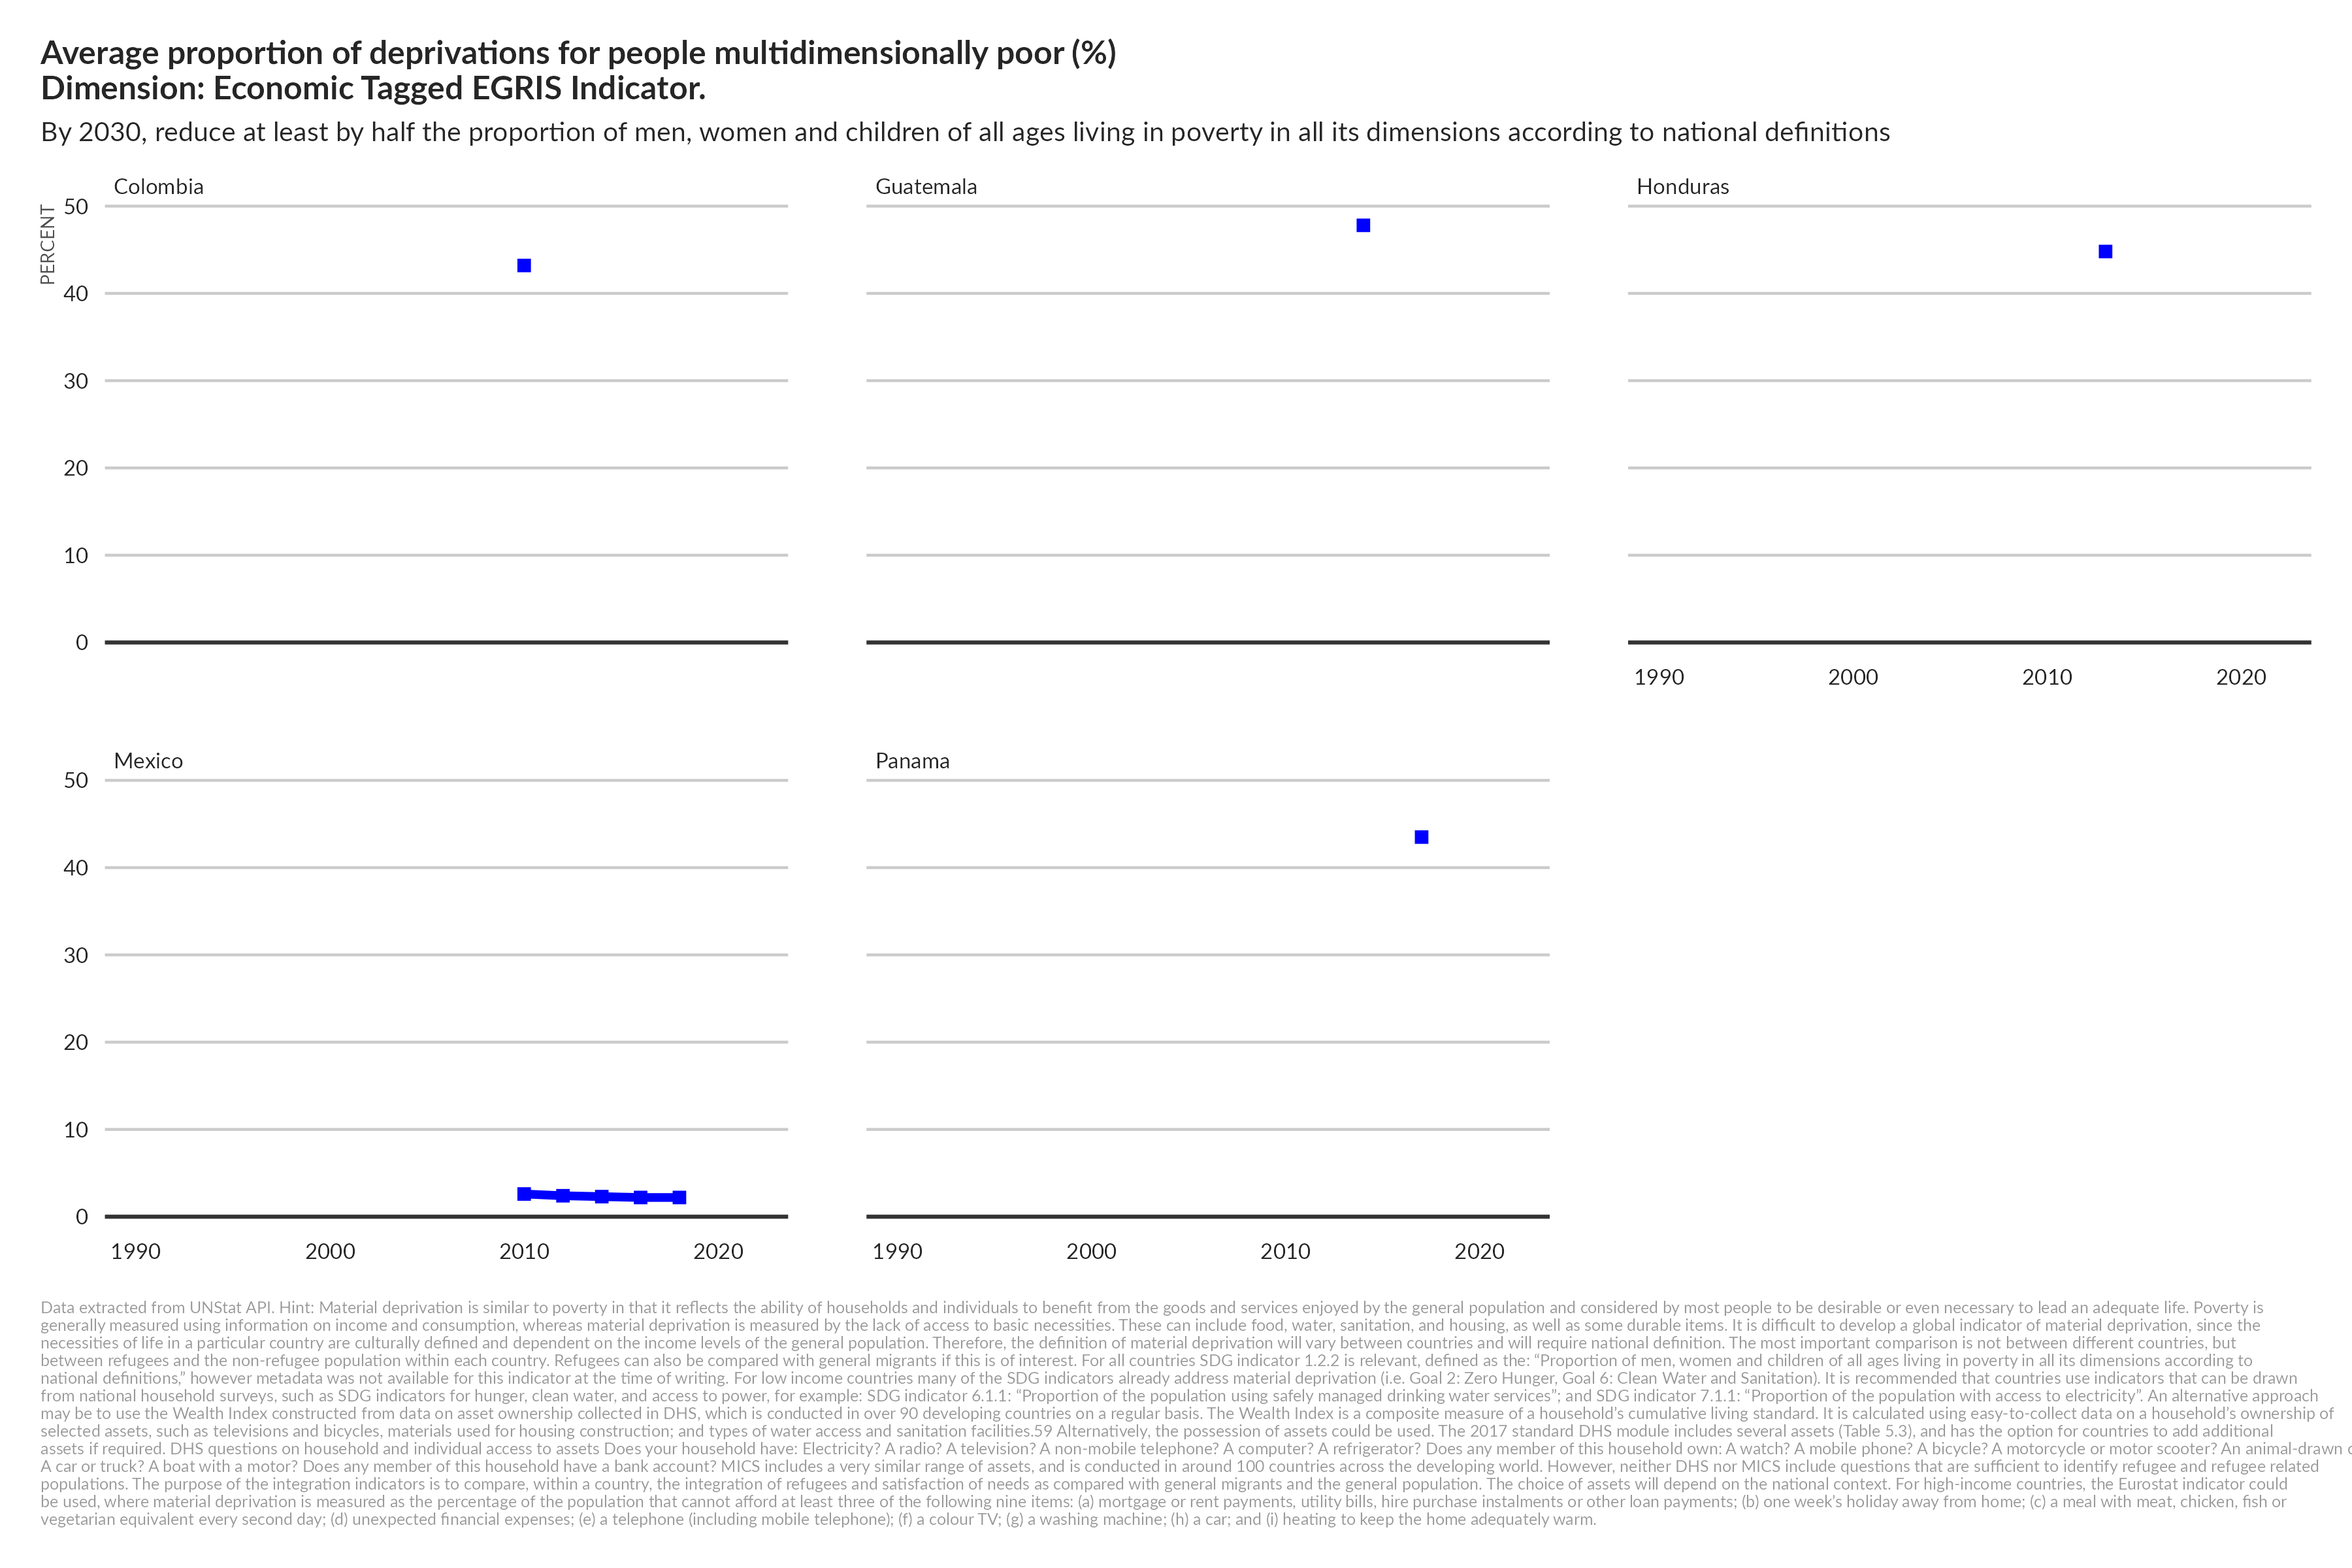 Average proportion of deprivations for people multidimensionally poor (%)
Dimension: Economic Tagged EGRIS Indicator.
By 2030, reduce at least by half the proportion of men, women and children of all ages living in poverty in all its dimensions according to national definitions
Colombia
Guatemala
Honduras
PERCENT
50
40
30
20
10
0
1990 2000 2010 2020
Mexico
Panama
50
40
30
20
10
0
1990 2000 2010 2020
1990 2000 2010 2020
Data extracted from UNStat API. Hint: Material deprivation is similar to poverty in that it reflects the ability of households and individuals to benefit from the goods and services enjoyed by the general population and considered by most people to be desirable or even necessary to lead an adequate life. Poverty is
generally measured using information on income and consumption, whereas material deprivation is measured by the lack of access to basic necessities. These can include food, water, sanitation, and housing, as well as some durable items. It is difficult to develop a global indicator of material deprivation, since the
necessities of life in a particular country are culturally defined and dependent on the income levels of the general population. Therefore, the definition of material deprivation will vary between countries and will require national definition. The most important comparison is not between different countries, but
between refugees and the non-refugee population within each country. Refugees can also be compared with general migrants if this is of interest. For all countries SDG indicator 1.2.2 is relevant, defined as the: “Proportion of men, women and children of all ages living in poverty in all its dimensions according to
national definitions,” however metadata was not available for this indicator at the time of writing. For low income countries many of the SDG indicators already address material deprivation (i.e. Goal 2: Zero Hunger, Goal 6: Clean Water and Sanitation). It is recommended that countries use indicators that can be drawn
from national household surveys, such as SDG indicators for hunger, clean water, and access to power, for example: SDG indicator 6.1.1: “Proportion of the population using safely managed drinking water services”; and SDG indicator 7.1.1: “Proportion of the population with access to electricity”. An alternative approach
may be to use the Wealth Index constructed from data on asset ownership collected in DHS, which is conducted in over 90 developing countries on a regular basis. The Wealth Index is a composite measure of a household’s cumulative living standard. It is calculated using easy-to-collect data on a household’s ownership of
selected assets, such as televisions and bicycles, materials used for housing construction; and types of water access and sanitation facilities.59 Alternatively, the possession of assets could be used. The 2017 standard DHS module includes several assets (Table 5.3), and has the option for countries to add additional
assets if required. DHS questions on household and individual access to assets Does your household have: Electricity? A radio? A television? A non-mobile telephone? A computer? A refrigerator? Does any member of this household own: A watch? A mobile phone? A bicycle? A motorcycle or motor scooter? An animal-drawn
A car or truck? A boat with a motor? Does any member of this household have a bank account? MICS includes a very similar range of assets, and is conducted in around 100 countries across the developing world. However, neither DHS nor MICS include questions that are sufficient to identify refugee and refugee related
populations. The purpose of the integration indicators is to compare, within a country, the integration of refugees and satisfaction of needs as compared with general migrants and the general population. The choice of assets will depend on the national context. For high-income countries, the Eurostat indicator could
be used, where material deprivation is measured as the percentage of the population that cannot afford at least three of the following nine items: (a) mortgage or rent payments, utility bills, hire purchase instalments or other loan payments; (b) one week’s holiday away from home; (c) a meal with meat, chicken, fish or
vegetarian equivalent every second day; (d) unexpected financial expenses; (e) a telephone (including mobile telephone); (f) a colour TV; (g) a washing machine; (h) a car; and (i) heating to keep the home adequately warm.